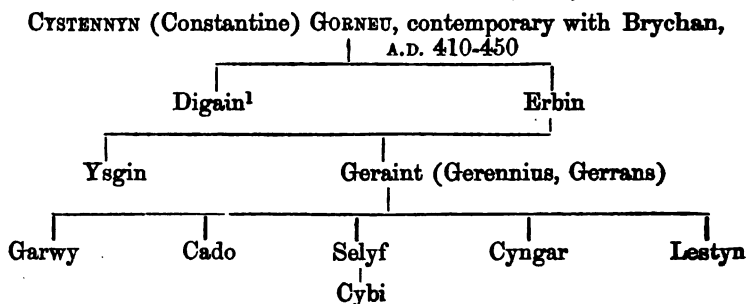 CYSTENNYN (Constantine) GORNEU, contemporary with Brychan,
A.D. 410-450
Digain¹ Erbin
Ysgin Geraint (Gerennius, Gerrans)
Garwy Cado Selyf Cyngar Lestyn
Cybi